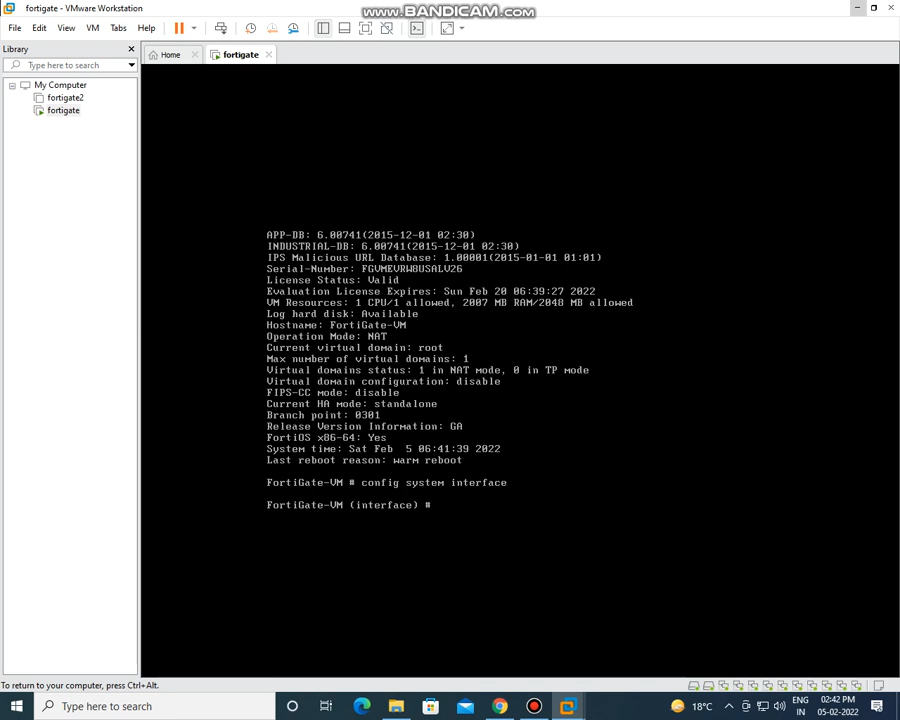 fortigate - VMware Workstation
www.BANDICAM.com
File Edit View VM Tabs Help
Library
Type here to search
My Computer
fortigate2
fortigate
Home
fortigate
APP-DB: 6.00741(2015-12-01 02:30)
INDUSTRIAL-DB: 6.00741(2015-12-01 02:30)
IPS Malicious URL Database: 1.00001(2015-01-01 01:01)
Serial-Number: FGVMEVRW8USALV26
License Status: Valid
Evaluation License Expires: Sun Feb 20 06:39:27 2022
VM Resources: 1 CPU/1 allowed, 2007 MB RAM/2048 MB allowed
Log hard disk: Available
Hostname: FortiGate-VM
Operation Mode: NAT
Current virtual domain: root
Max number of virtual domains: 1
Virtual domains status: 1 in NAT mode, 0 in TP mode
Virtual domain configuration: disable
FIPS-CC mode: disable
Current HA mode: standalone
Branch point: 0301
Release Version Information: GA
FortiOS x86-64: Yes
System time: Sat Feb  5 06:41:39 2022
Last reboot reason: warm reboot
FortiGate-VM # config system interface
FortiGate-VM (interface) #
To return to your computer, press Ctrl+Alt.
Type here to search
18°C
ENG
IN
02:42 PM
05-02-2022